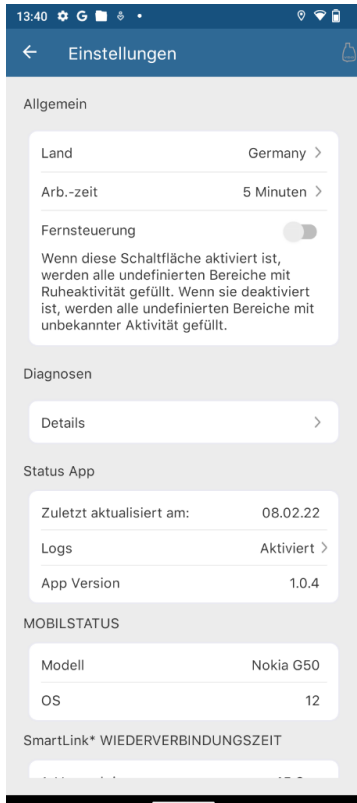 13:40 G
Einstellungen
Allgemein
Land Germany
Arb.-zeit 5 Minuten
Fernsteuerung
Wenn diese Schaltfläche aktiviert ist,
werden alle undefinierten Bereiche mit
Ruheaktivität gefüllt. Wenn sie deaktiviert
ist, werden alle undefinierten Bereiche mit
unbekannter Aktivität gefüllt.
Diagnosen
Details
Status App
Zuletzt aktualisiert am: 08.02.22
Logs Aktiviert
App Version 1.0.4
MOBILSTATUS
Modell Nokia G50
OS 12
SmartLink* WIEDERVERBINDUNGSZEIT